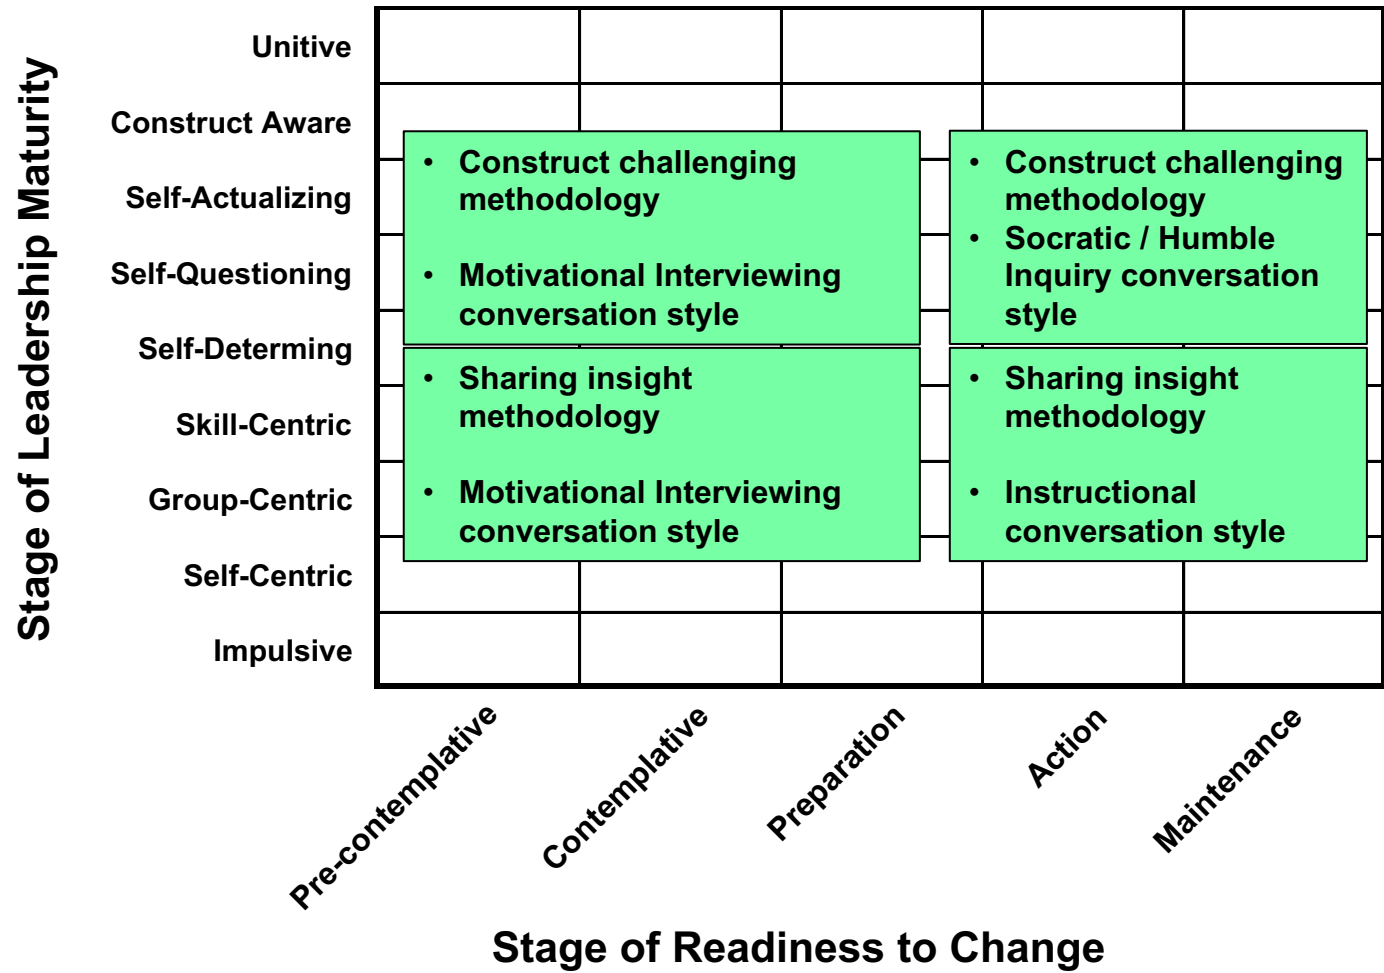 Stage of Leadership Maturity
Unitive
Construct Aware
Self-Actualizing
Self-Questioning
Self-Determing
Skill-Centric
Group-Centric
Self-Centric
Impulsive
• Construct challenging
methodology
• Motivational Interviewing
conversation style
• Construct challenging
methodology
• Socratic / Humble
Inquiry conversation
style
• Sharing insight
methodology
• Motivational Interviewing
conversation style
• Sharing insight
methodology
• Instructional
conversation style
Pre-contemplative
Contemplative
Preparation
Action
Maintenance
Stage of Readiness to Change